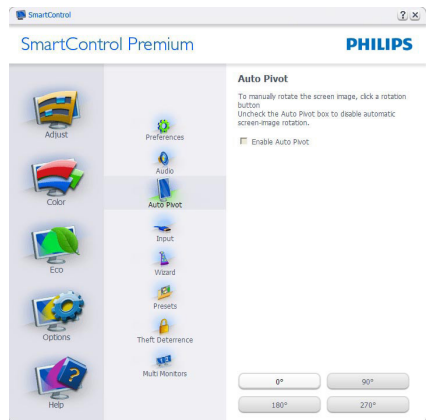 SmartControl
SmartControl Premium
PHILIPS
Adjust
Color
Eco
Options
Help
Preferences
Audio
Auto Pivot
Input
Wizard
Presets
Theft Deterrence
Multi Monitors
Auto Pivot
To manually rotate the screen image, click a rotation
button
Uncheck the Auto Pivot box to disable automatic
screen-image rotation.
Enable Auto Pivot
0°
90°
180°
270°